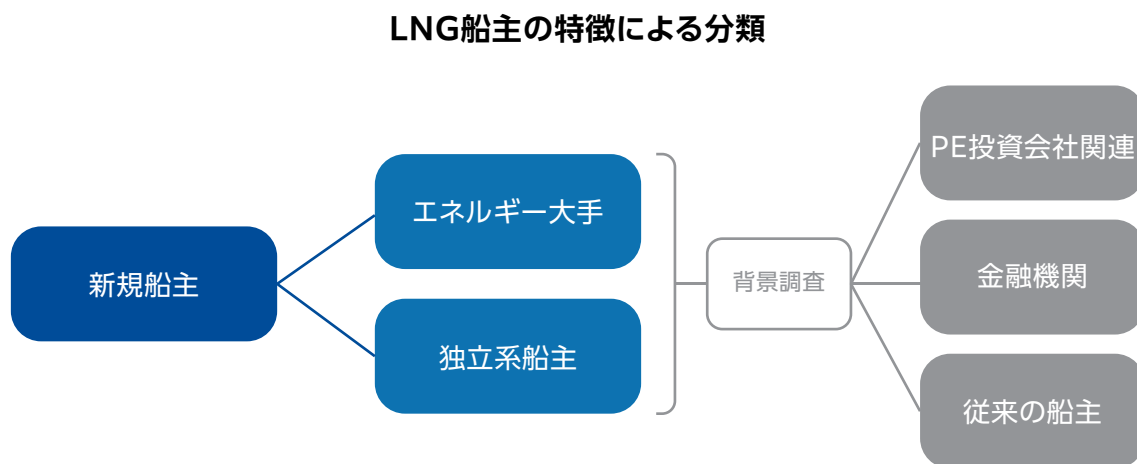 LNG船主の特徴による分類
新規船主
エネルギー大手
独立系船主
背景調査
PE投資会社関連
金融機関
従来の船主